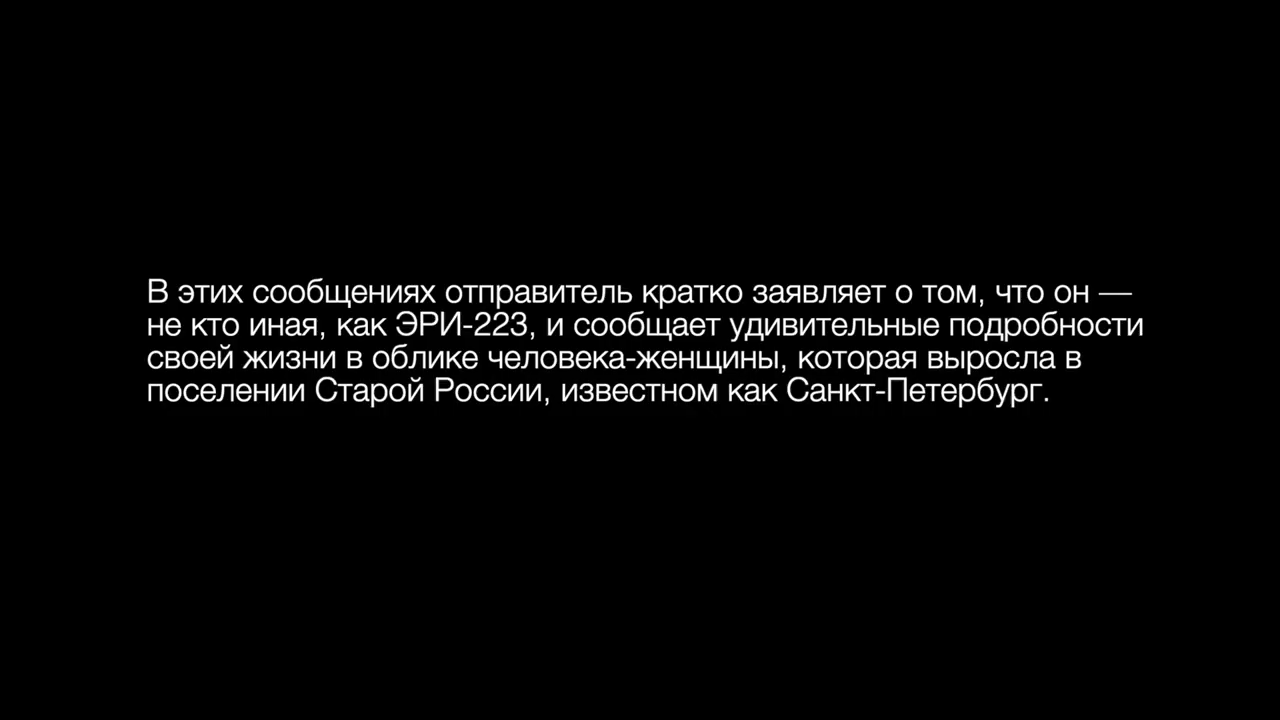 В этих сообщениях отправитель кратко заявляет о том, что он —
не кто иная, как ЭРИ-223, и сообщает удивительные подробности
своей жизни в облике человека-женщины, которая выросла в
поселении Старой России, известном как Санкт-Петербург.